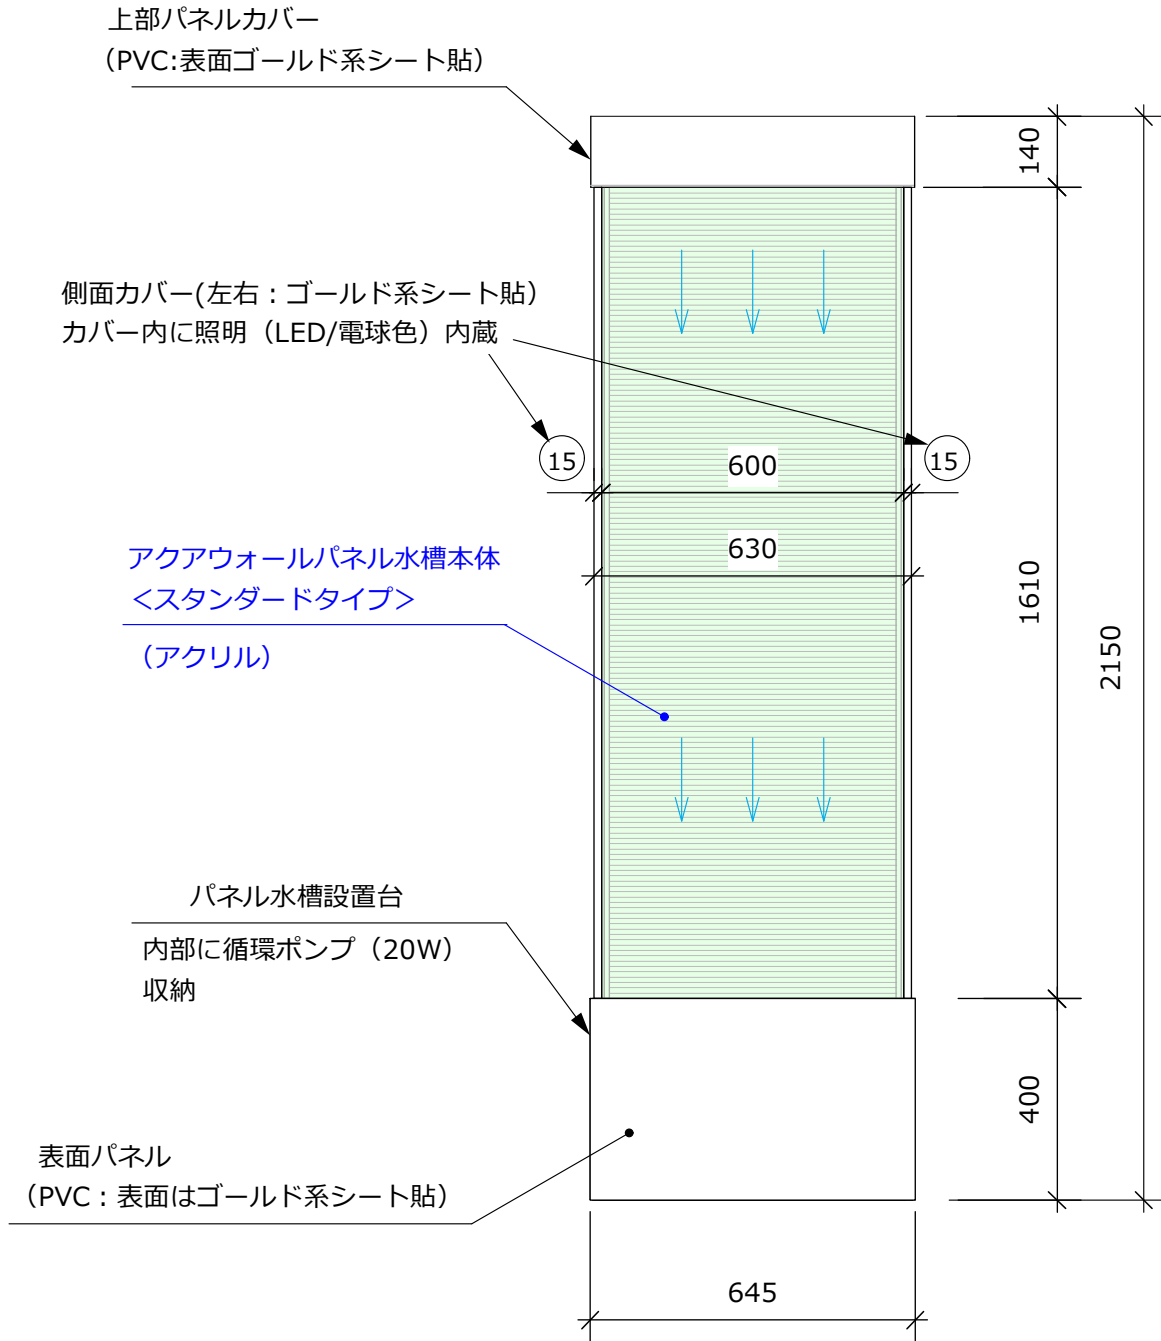 上部パネルカバー
（PVC:表面ゴールド系シート貼）
140
側面カバー(左右：ゴールド系シート貼）
カバー内に照明（LED/電球色）内蔵
15
600
15
アクアウォールパネル水槽本体
＜スタンダードタイプ＞
（アクリル）
630
1610
2150
パネル水槽設置台
内部に循環ポンプ（20W）
収納
400
表面パネル
（PVC：表面はゴールド系シート貼）
645